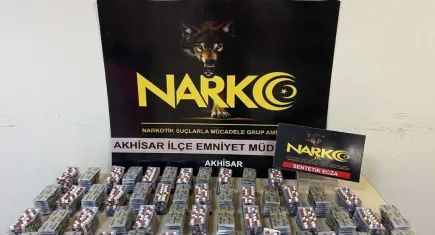 NARKO
NARKOTİK SUÇLARLA MÜCADELE GRUP AMİ
AKHİSAR İLÇE EMNİYET MÜD
AKHİSAR
NARKO
SENTETİK ECZA